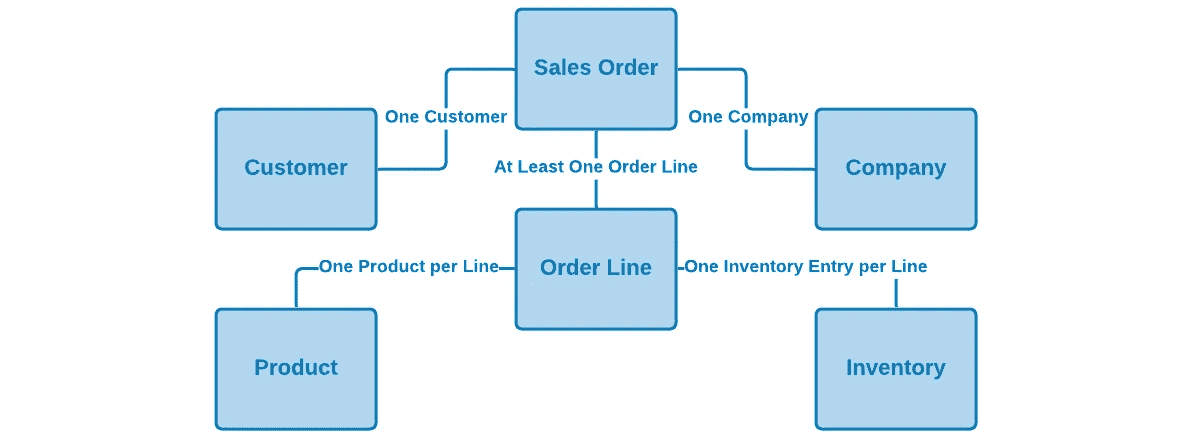 Sales Order
One Customer
One Company
Customer
At Least One Order Line
Company
One Product per Line
Order Line
One Inventory Entry per Line
Product
Inventory